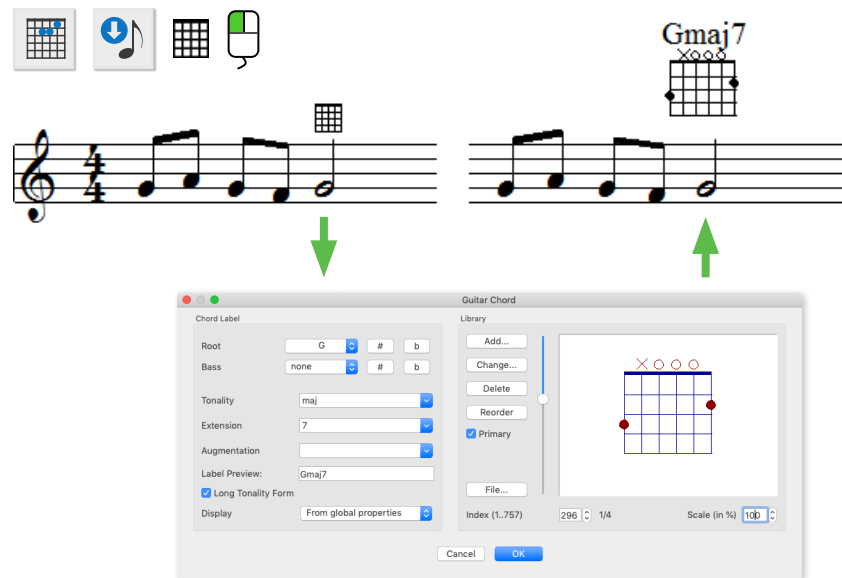 Gmaj7
4
4
Guitar Chord
Chord Label
Library
Root G # b
Bass none # b
Tonality maj
Extension 7
Augmentation
Label Preview: Gmaj7
Long Tonality Form
Display From global properties
Add...
Change...
Delete
Reorder
Primary
File...
Index (1..757) 296 1/4 Scale (in %) 100
Cancel OK